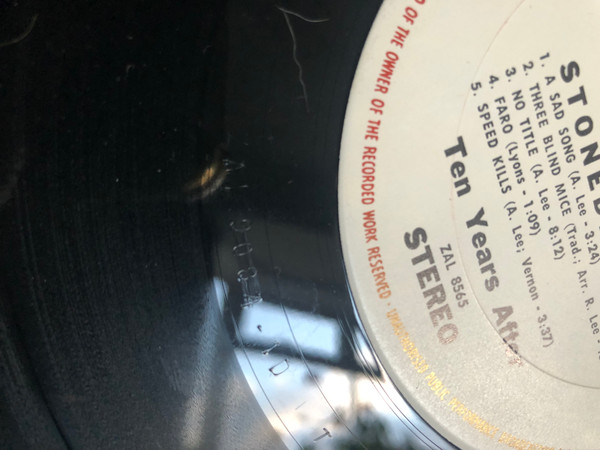 STONED
1. A SAD SONG (A. Lee - 3:24)
2. THREE BLIND MICE (Trad.; Arr. R. Lee -
3. NO TITLE (A. Lee - 8:12)
4. FARO (Lyons - 1:09)
5. SPEED KILLS (A. Lee; Vernon - 3:37)
Ten Years After
ZAL 8565
STEREO
OF THE OWNER OF THE RECORDED WORK RESERVED ·